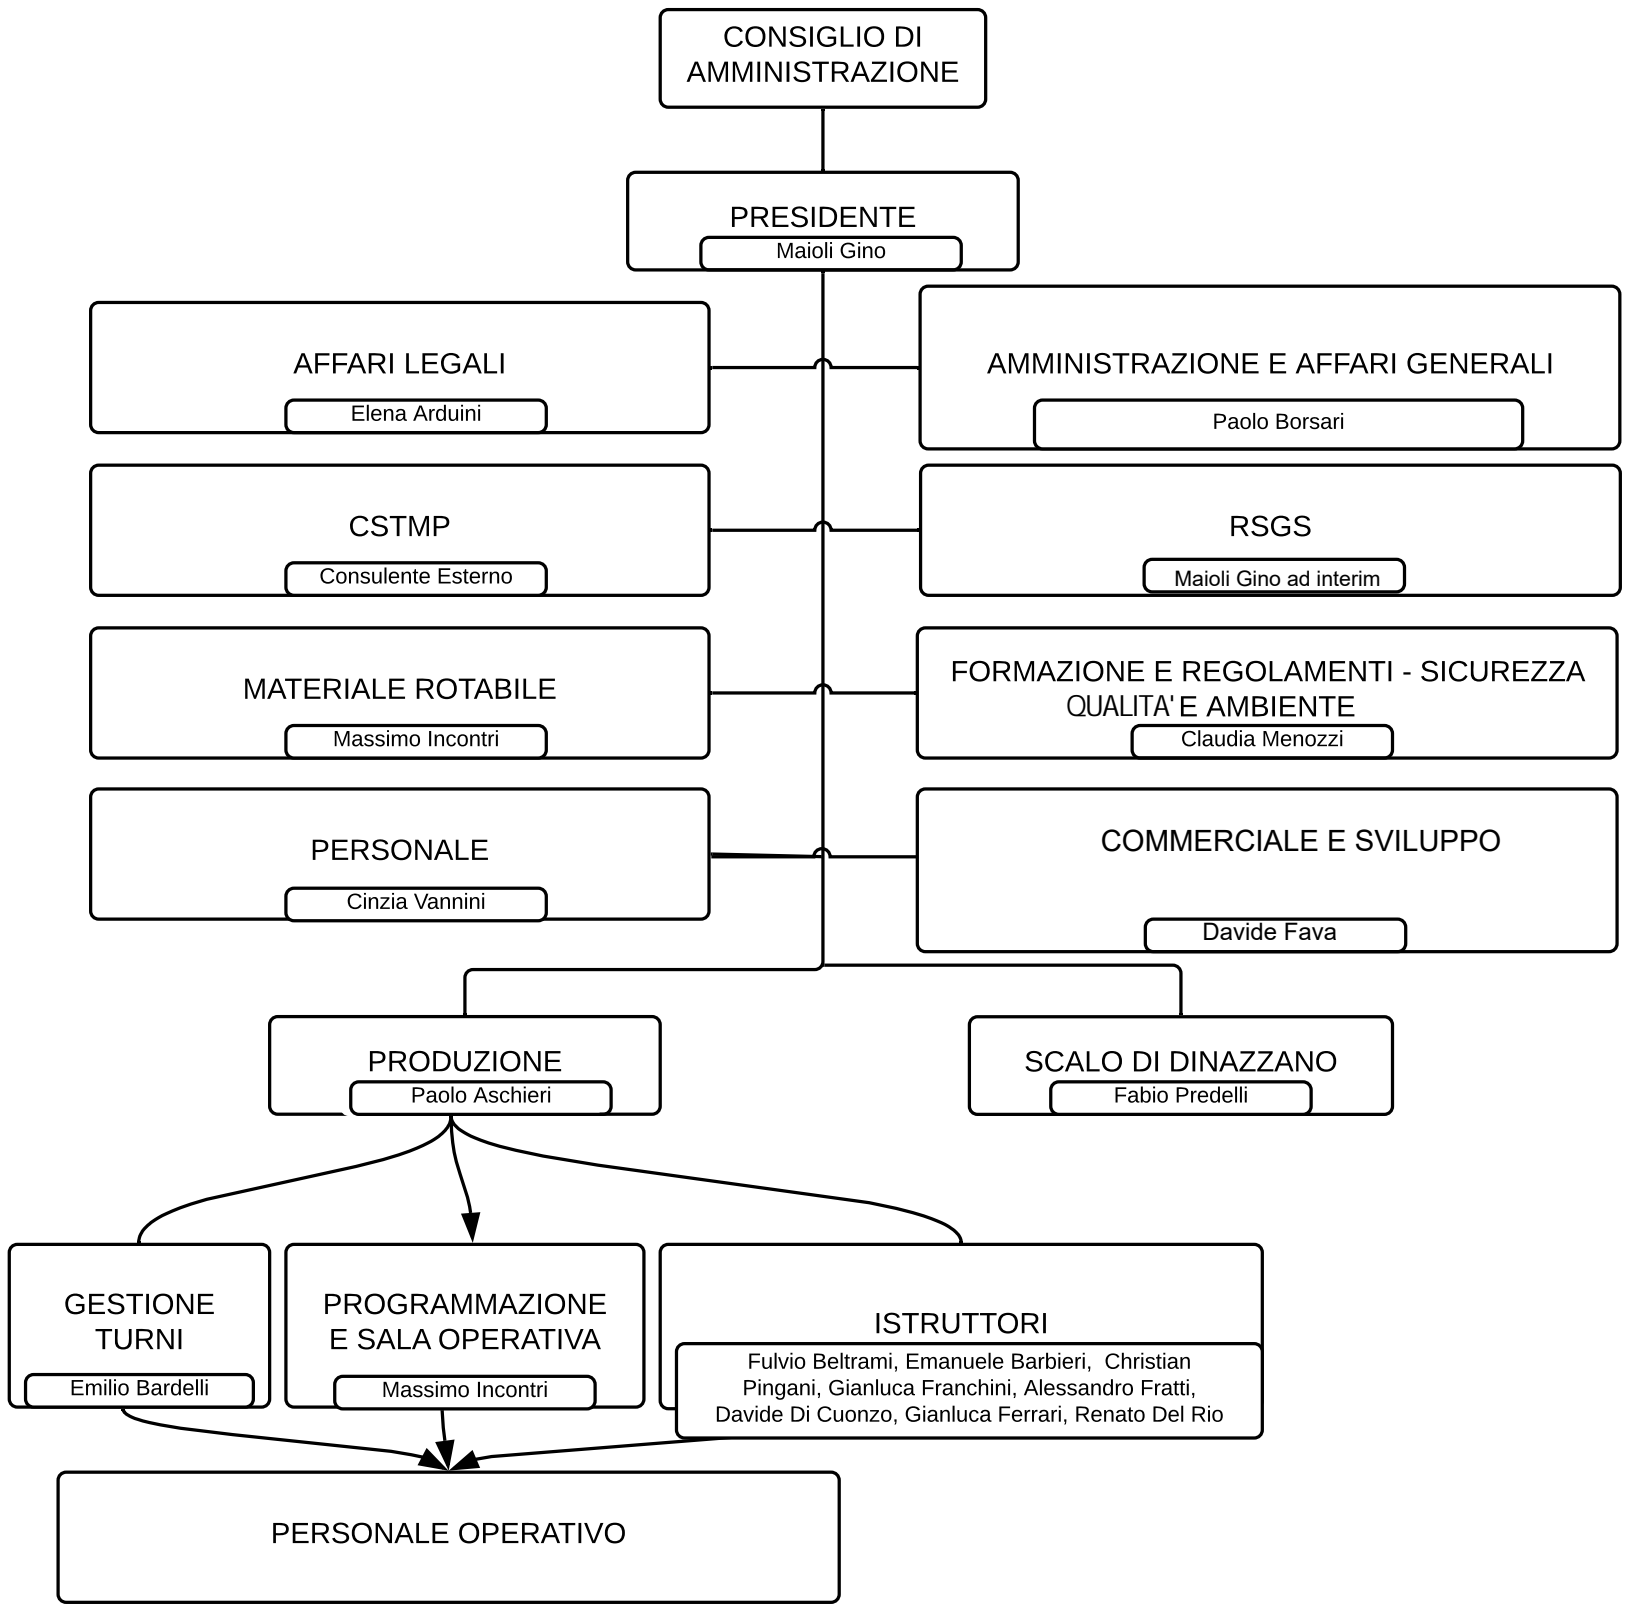 CONSIGLIO DI
AMMINISTRAZIONE
PRESIDENTE
Maioli Gino
AFFARI LEGALI
Elena Arduini
AMMINISTRAZIONE E AFFARI GENERALI
Paolo Borsari
CSTMP
Consulente Esterno
RSGS
Maioli Gino ad interim
MATERIALE ROTABILE
Massimo Incontri
FORMAZIONE E REGOLAMENTI - SICUREZZA
QUALITA' E AMBIENTE
Claudia Menozzi
PERSONALE
Cinzia Vannini
COMMERCIALE E SVILUPPO
Davide Fava
PRODUZIONE
Paolo Aschieri
SCALO DI DINAZZANO
Fabio Predelli
GESTIONE
TURNI
Emilio Bardelli
PROGRAMMAZIONE
E SALA OPERATIVA
Massimo Incontri
ISTRUTTORI
Fulvio Beltrami, Emanuele Barbieri, Christian
Pingani, Gianluca Franchini, Alessandro Fratti,
Davide Di Cuonzo, Gianluca Ferrari, Renato Del Rio
PERSONALE OPERATIVO